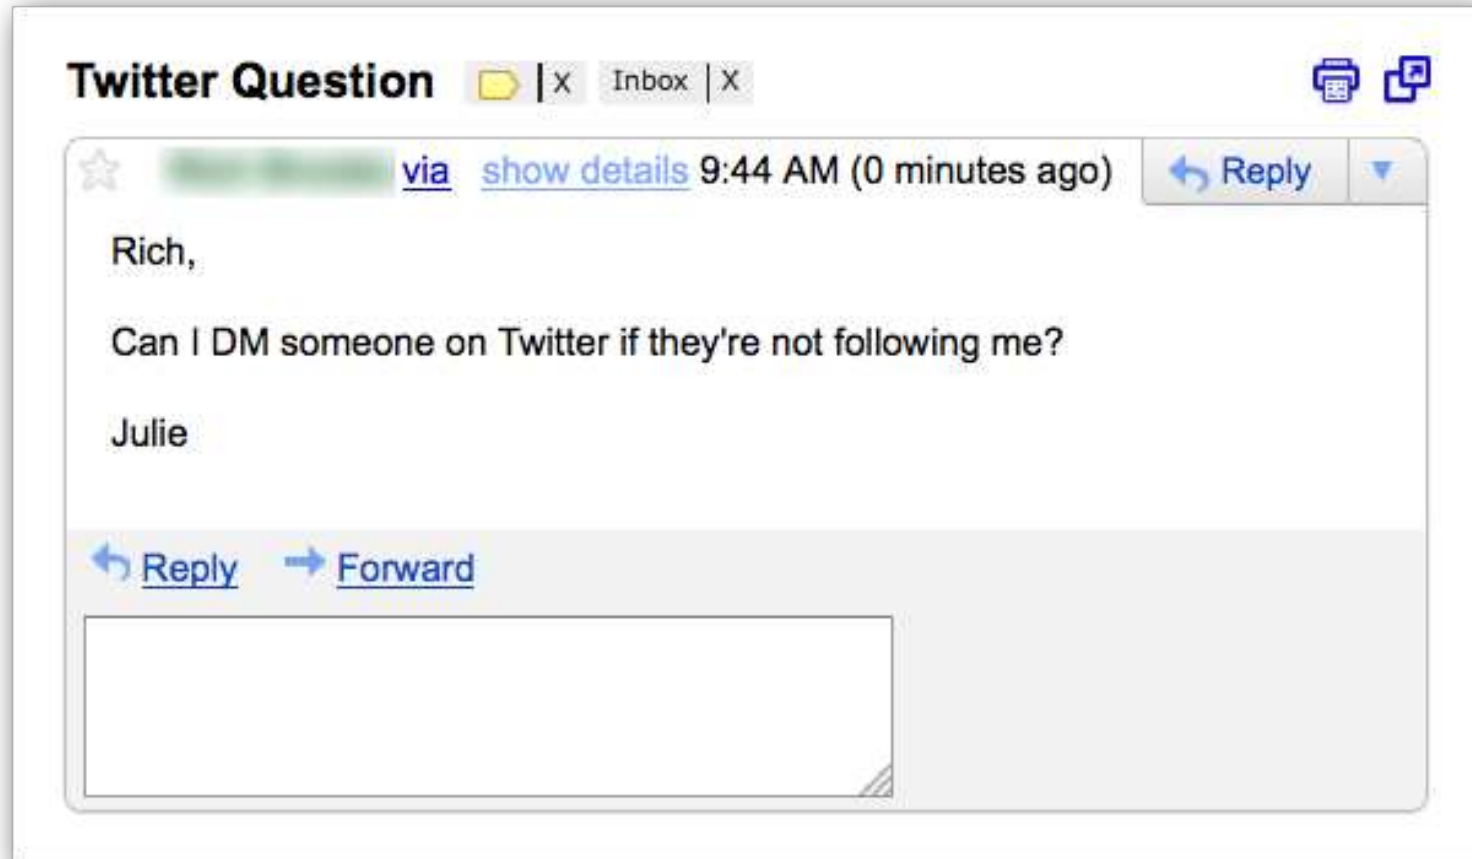 Twitter Question | X Inbox | X
via show details 9:44 AM (0 minutes ago) Reply
Rich,
Can I DM someone on Twitter if they're not following me?
Julie
Reply Forward